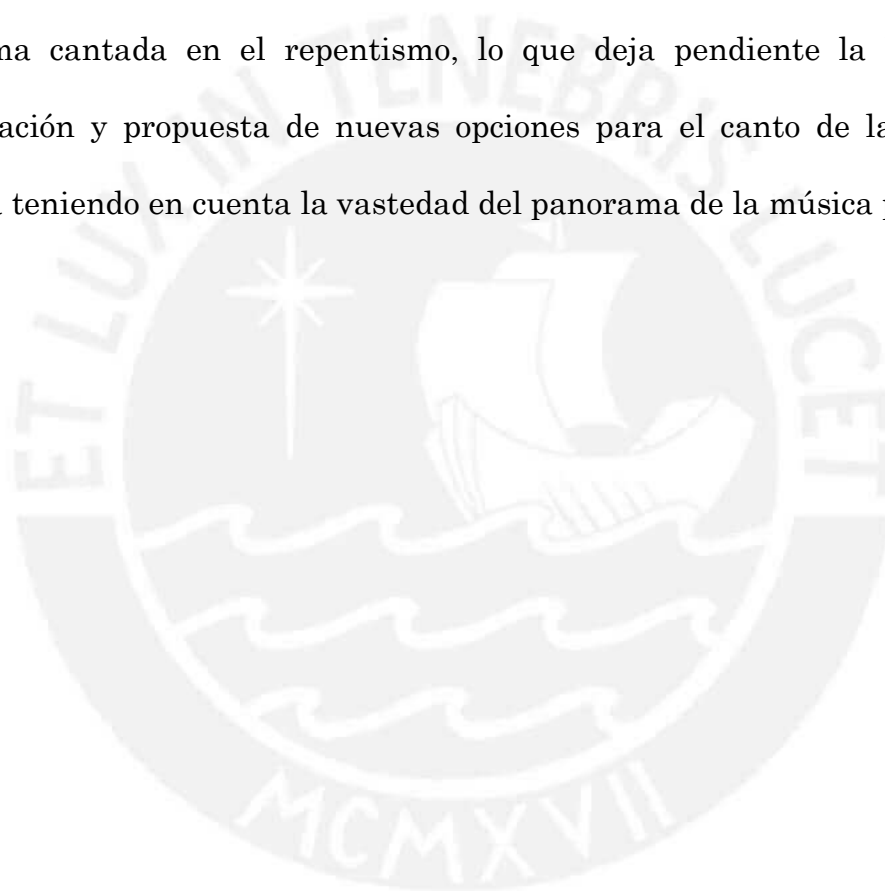 ma cantada en el repentismo, lo que deja pendiente la
ación y propuesta de nuevas opciones para el canto de la
teniendo en cuenta la vastedad del panorama de la música
ET LUX IN TENEBRIS LUCET
MCMXVII